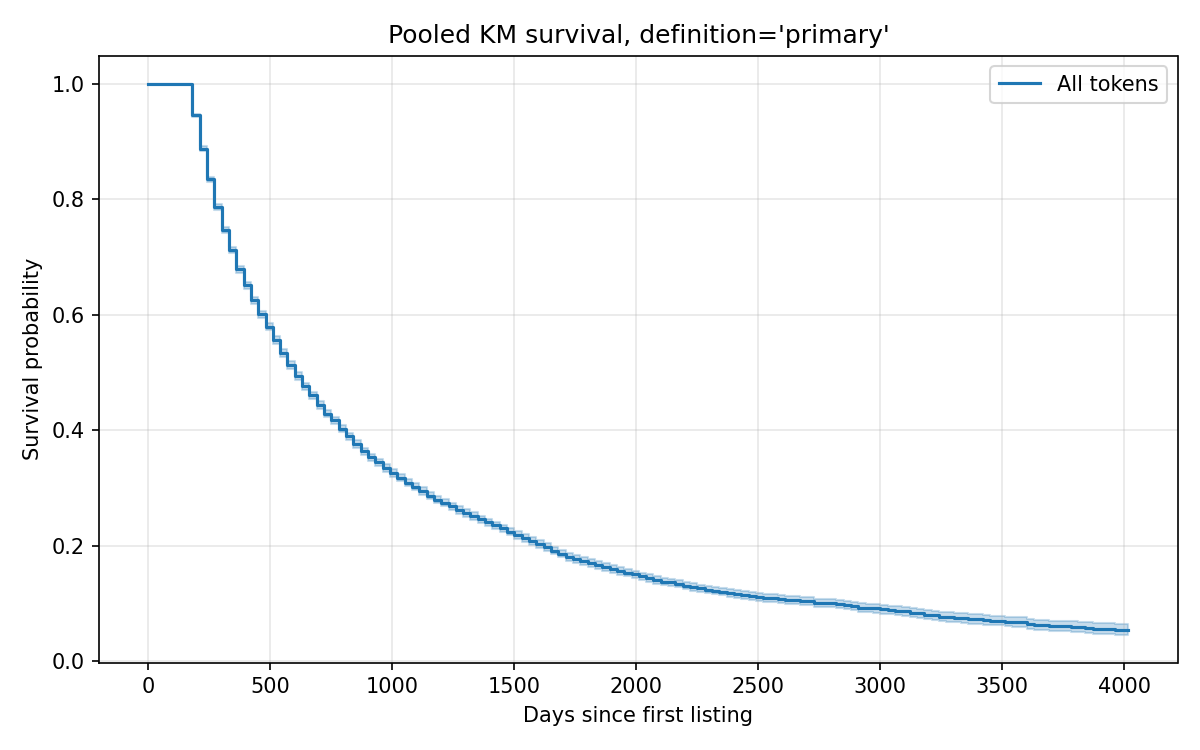 Pooled KM survival, definition='primary'
All tokens
Survival probability
1.0
0.8
0.6
0.4
0.2
0.0
0 500 1000 1500 2000 2500 3000 3500 4000
Days since first listing